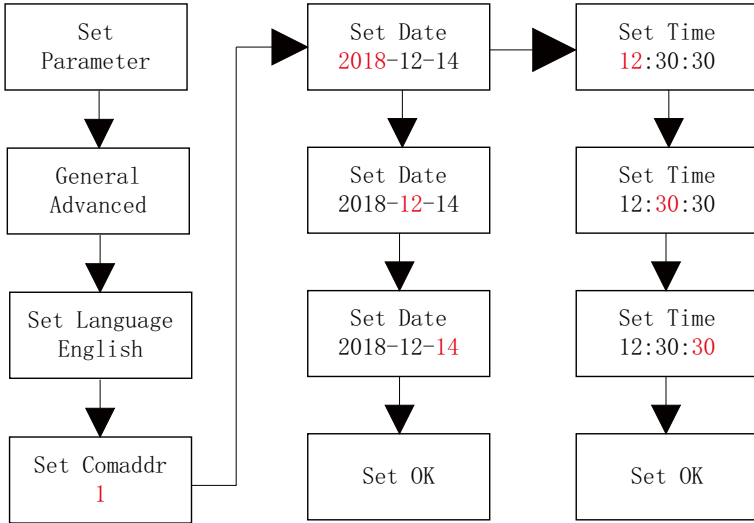 Set
Parameter
General
Advanced
Set Language
English
Set Comaddr
1
Set Date
2018-12-14
Set Date
2018-12-14
Set Date
2018-12-14
Set OK
Set Time
12:30:30
Set Time
12:30:30
Set Time
12:30:30
Set OK